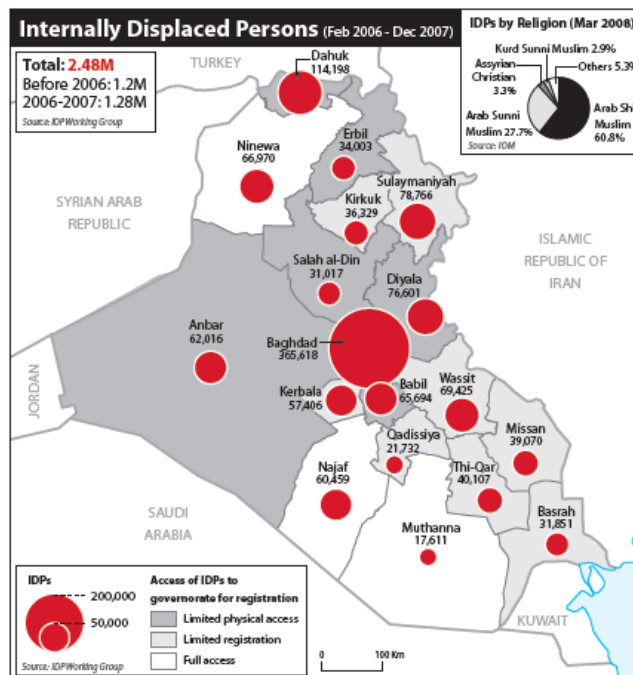 Internally Displaced Persons (Feb 2006 - Dec 2007)
Total: 2.48M
Before 2006: 1.2M
2006-2007: 1.28M
Source: IDP Working Group
IDPs by Religion (Mar 2008)
Kurd Sunni Muslim 2.9%
Assyrian
Christian
3.3%
Others 5.3%
Arab Sunni
Muslim 27.7%
Arab Shi
Muslim
60.8%
Source: IOM
TURKEY
Dahuk
114,198
Ninewa
66,970
Erbil
34,003
SYRIAN ARAB
REPUBLIC
Kirkuk
36,329
Sulaymaniyah
78,766
ISLAMIC
REPUBLIC OF
IRAN
Salah al-Din
31,017
Diyala
76,601
Anbar
62,016
Baghdad
365,618
JORDAN
Kerbala
57,406
Babil
65,694
Wassit
69,425
Qadissiya
21,732
Missan
39,070
Najaf
60,459
Thi-Qar
40,107
SAUDI
ARABIA
Muthanna
17,611
Basrah
31,851
KUWAIT
IDPs
200,000
50,000
Source: IDP Working Group
Access of IDPs to
governorate for registration
Limited physical access
Limited registration
Full access
0 100 Km